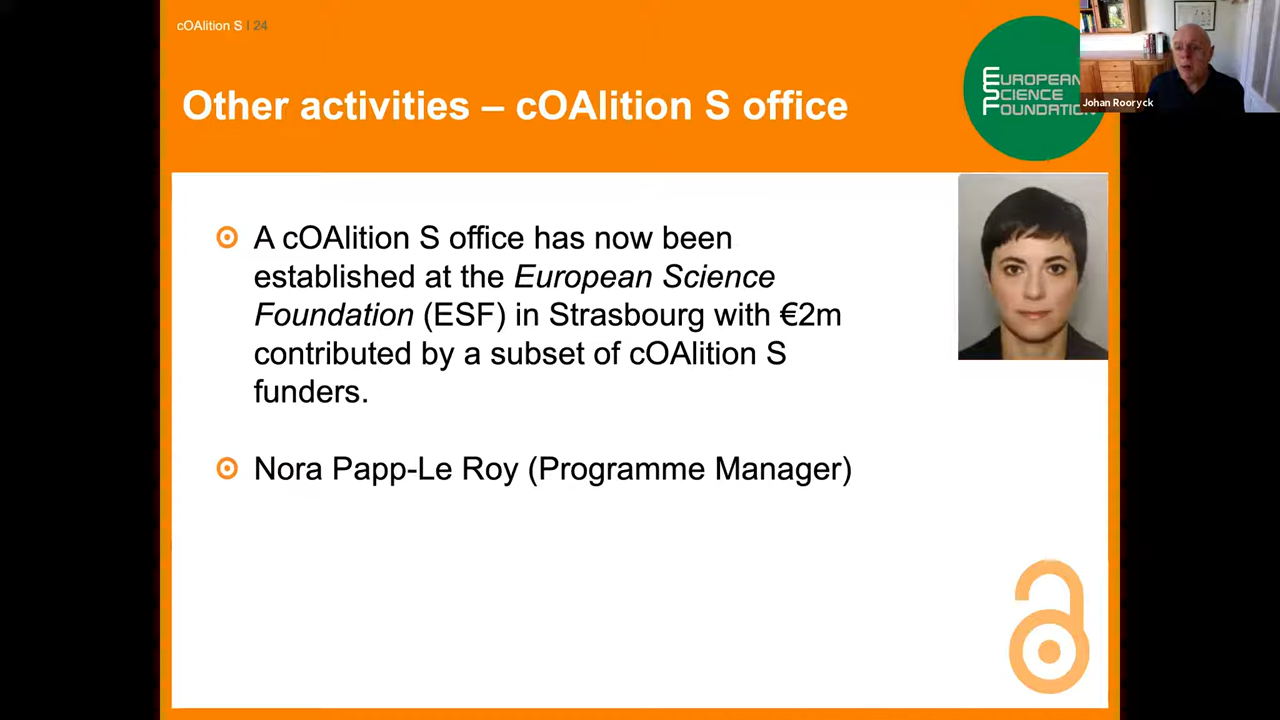 cOAlition S | 24
Other activities – cOAlition S office
EUROPEAN
SCIENCE
FOUNDATION
Johan Rooryck
A cOAlition S office has now been
established at the European Science
Foundation (ESF) in Strasbourg with €2m
contributed by a subset of cOAlition S
funders.
Nora Papp-Le Roy (Programme Manager)